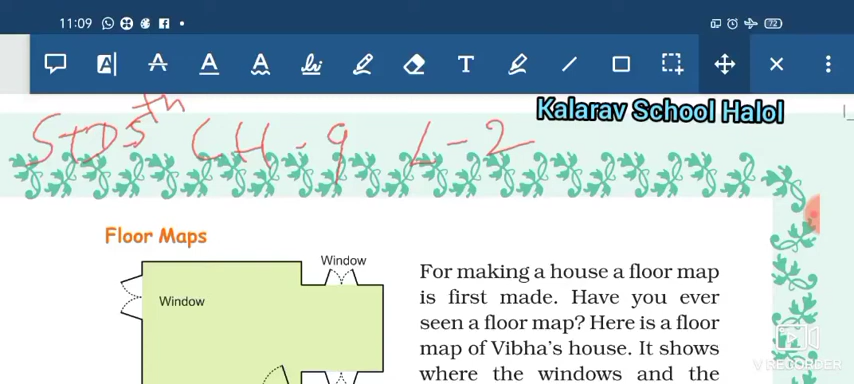 11:09
72
T
Kalarav School Halol
STD 5th CH-9 L-2
Floor Maps
Window
Window
For making a house a floor map
is first made. Have you ever
seen a floor map? Here is a floor
map of Vibha's house. It shows
where the windows and the
VRECORDER